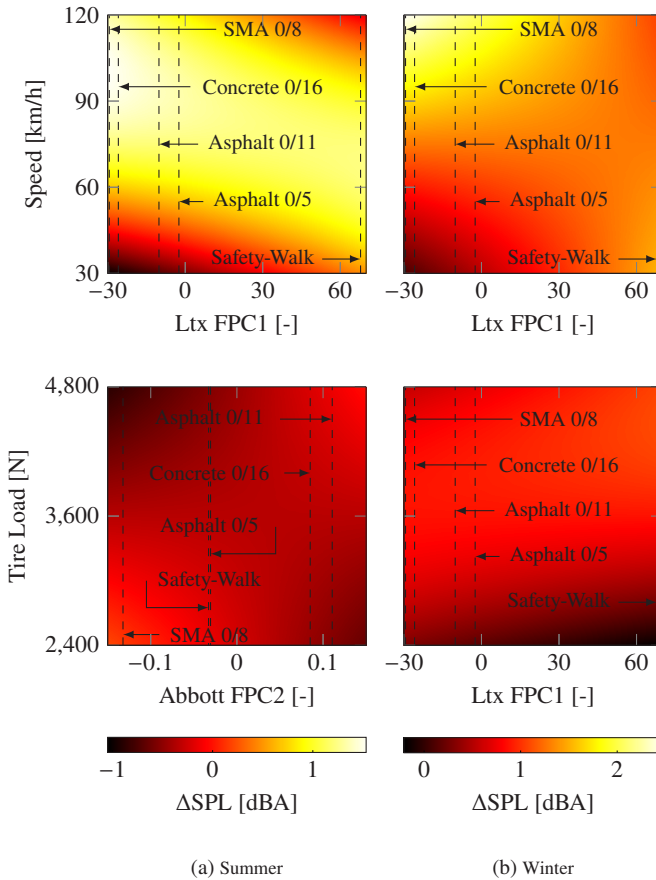 120
90
60
30
Speed [km/h]
SMA 0/8
Concrete 0/16
Asphalt 0/11
Asphalt 0/5
Safety-Walk
−30 0 30 60
Ltx FPC1 [-]
SMA 0/8
Concrete 0/16
Asphalt 0/11
Asphalt 0/5
Safety-Walk
−30 0 30 60
Ltx FPC1 [-]
4,800
3,600
2,400
Tire Load [N]
Asphalt 0/11
Concrete 0/16
Asphalt 0/5
Safety-Walk
SMA 0/8
−0.1 0 0.1
Abbott FPC2 [-]
SMA 0/8
Concrete 0/16
Asphalt 0/11
Asphalt 0/5
Safety-Walk
−30 0 30 60
Ltx FPC1 [-]
−1 0 1
ΔSPL [dBA]
0 1 2
ΔSPL [dBA]
(a) Summer
(b) Winter